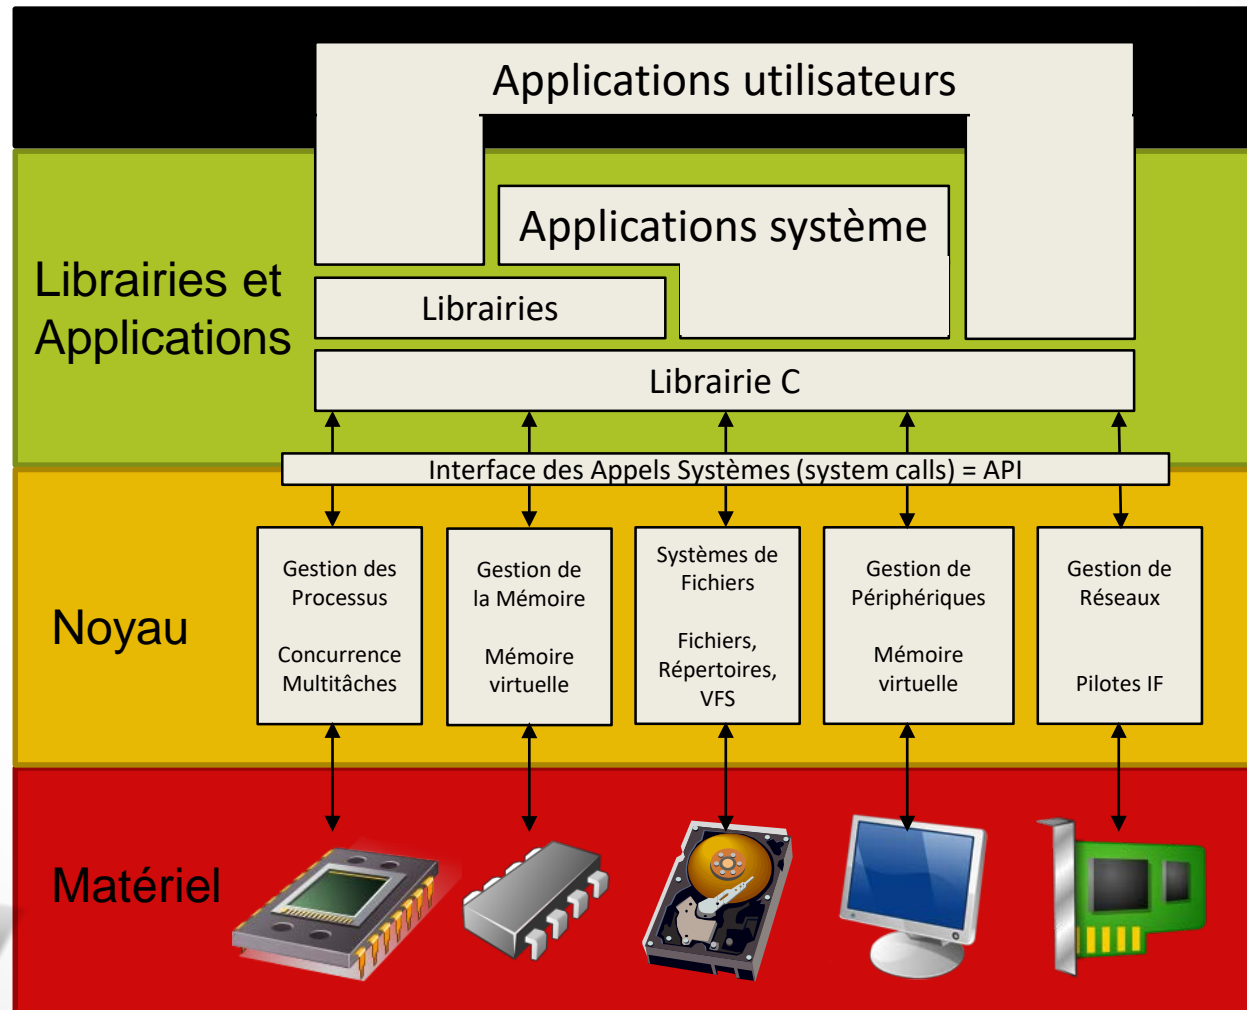 Applications utilisateurs
Applications système
Librairies et
Applications
Librairies
Librairie C
Interface des Appels Systèmes (system calls) = API
Noyau
Gestion des
Processus
Concurrence
Multitâches
Gestion de
la Mémoire
Mémoire
virtuelle
Systèmes de
Fichiers
Fichiers,
Répertoires,
VFS
Gestion de
Périphériques
Mémoire
virtuelle
Gestion de
Réseaux
Pilotes IF
Matériel